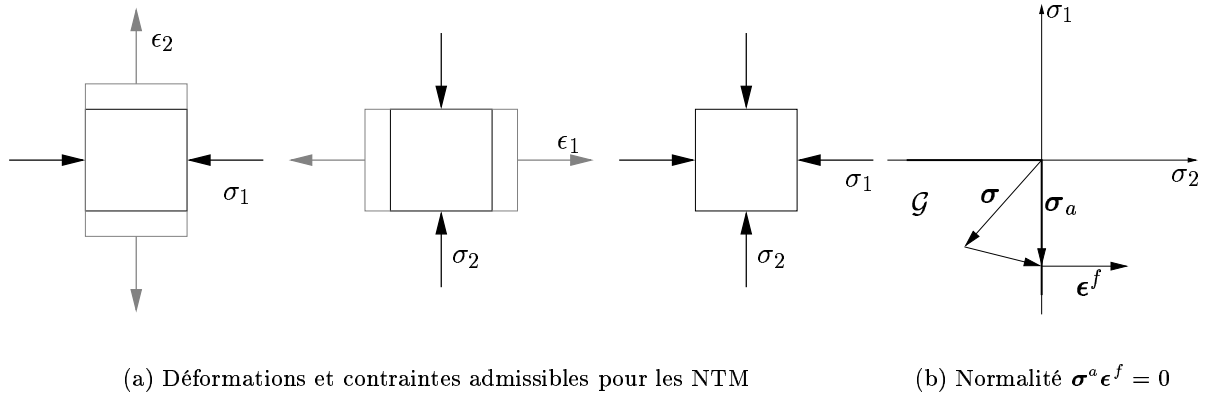 ϵ₂
σ₁
ϵ₁
σ₂
σ₁
σ₂
σ₁
σ₂
𝒢
σ
σₐ
ϵᶠ
(a) Déformations et contraintes admissibles pour les NTM
(b) Normalité σᵃϵᶠ = 0